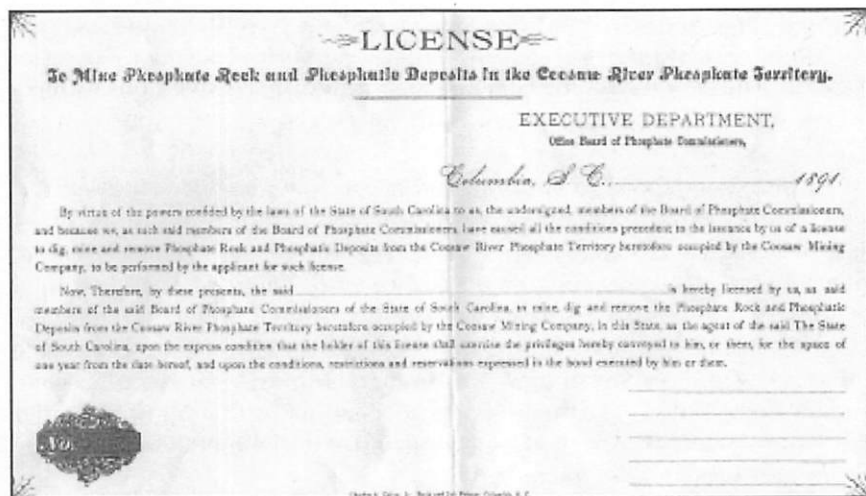 LICENSE
To Mine Phosphate Rock and Phosphatic Deposits in the Coosaw River Phosphate Territory.
EXECUTIVE DEPARTMENT,
Office Board of Phosphate Commissioners,
Columbia, S. C. 1891.
By virtue of the powers confided by the laws of the State of South Carolina to us, the undersigned, members of the Board of Phosphate Commissioners,
and because we, as such said members of the Board of Phosphate Commissioners, have caused all the conditions precedent to the issuance by us of a license
to dig, mine and remove Phosphate Rock and Phosphatic Deposits from the Coosaw River Phosphate Territory heretofore occupied by the Coosaw Mining
Company, to be performed by the applicant for such license.
Now, Therefore, by these presents, the said is hereby licensed by us, as said
members of the said Board of Phosphate Commissioners of the State of South Carolina, to mine, dig and remove the Phosphate Rock and Phosphatic
Deposits from the Coosaw River Phosphate Territory heretofore occupied by the Coosaw Mining Company, in this State, as the agent of the said The State
of South Carolina, upon the express condition that the holder of this license shall exercise the privileges hereby conveyed to him, or them, for the space of
one year from the date hereof, and upon the conditions, restrictions and reservations expressed in the bond executed by him or them.
No.